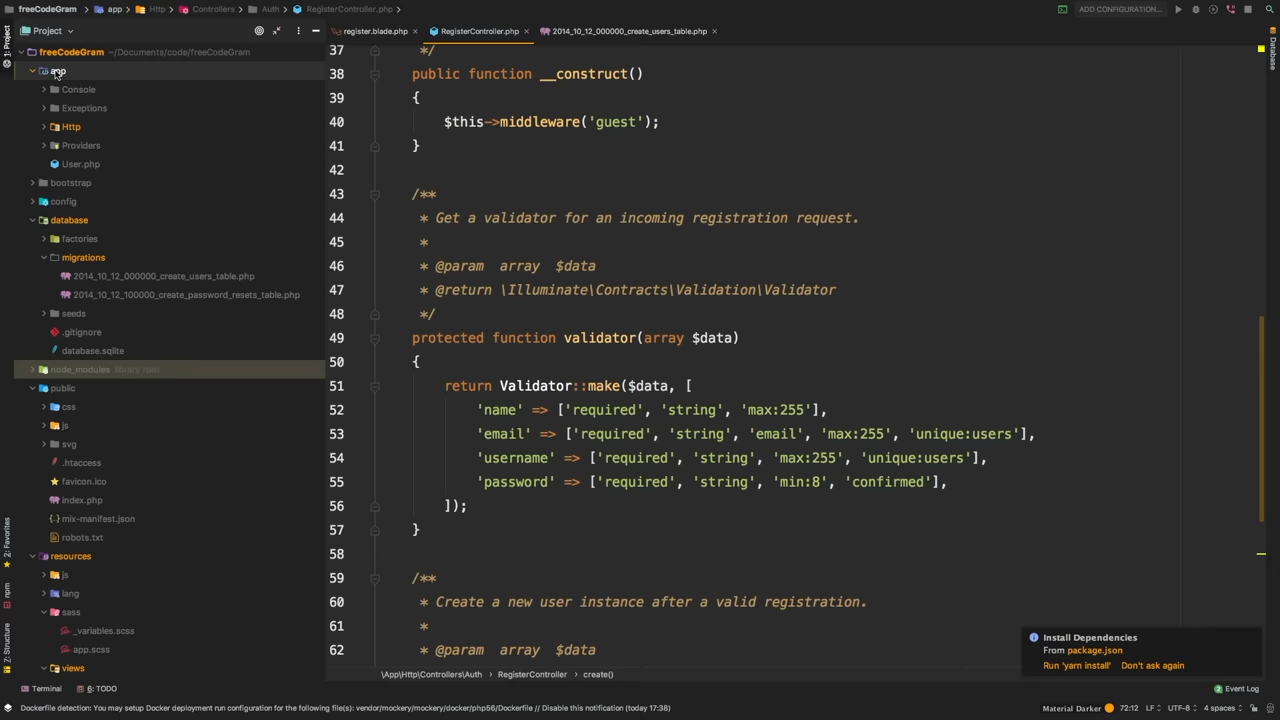 freeCodeGram app Http Controllers Auth RegisterController.php ADD CONFIGURATION...
Project
register.blade.php RegisterController.php 2014_10_12_000000_create_users_table.php
freeCodeGram ~/Documents/code/freeCodeGram
app
Console
Exceptions
Http
Providers
User.php
bootstrap
config
database
factories
migrations
2014_10_12_000000_create_users_table.php
2014_10_12_100000_create_password_resets_table.php
seeds
.gitignore
database.sqlite
node_modules library root
public
css
js
svg
.htaccess
favicon.ico
index.php
mix-manifest.json
robots.txt
resources
js
lang
sass
_variables.scss
app.scss
views
1: Project
2: Favorites
npm
7: Structure
Database
37 */
38 public function __construct()
39 {
40 $this->middleware('guest');
41 }
42
43 /**
44 * Get a validator for an incoming registration request.
45 *
46 * @param array $data
47 * @return \Illuminate\Contracts\Validation\Validator
48 */
49 protected function validator(array $data)
50 {
51 return Validator::make($data, [
52 'name' => ['required', 'string', 'max:255'],
53 'email' => ['required', 'string', 'email', 'max:255', 'unique:users'],
54 'username' => ['required', 'string', 'max:255', 'unique:users'],
55 'password' => ['required', 'string', 'min:8', 'confirmed'],
56 ]);
57 }
58
59 /**
60 * Create a new user instance after a valid registration.
61 *
62 * @param array $data
Install Dependencies
From package.json
Run 'yarn install' Don't ask again
\App\Http\Controllers\Auth RegisterController create()
Terminal 6: TODO 2 Event Log
Dockerfile detection: You may setup Docker deployment run configuration for the following file(s): vendor/mockery/mockery/docker/php56/Dockerfile // Disable this notification (today 17:38) Material Darker 72:12 LF UTF-8 4 spaces